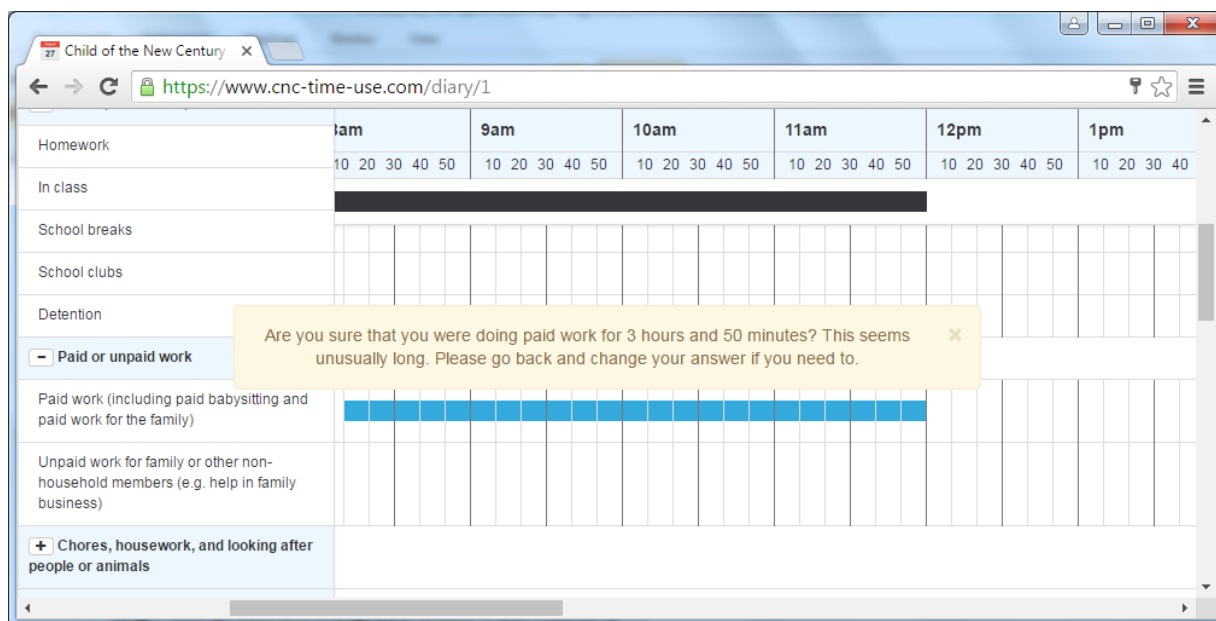 27 Child of the New Century
https://www.cnc-time-use.com/diary/1
9am 10am 11am 12pm 1pm
10 20 30 40 50 10 20 30 40 50 10 20 30 40 50 10 20 30 40 50 10 20 30 40 50 10 20 30 40
Homework
In class
School breaks
School clubs
Detention
Are you sure that you were doing paid work for 3 hours and 50 minutes? This seems
unusually long. Please go back and change your answer if you need to.
Paid or unpaid work
Paid work (including paid babysitting and
paid work for the family)
Unpaid work for family or other non-
household members (e.g. help in family
business)
Chores, housework, and looking after
people or animals